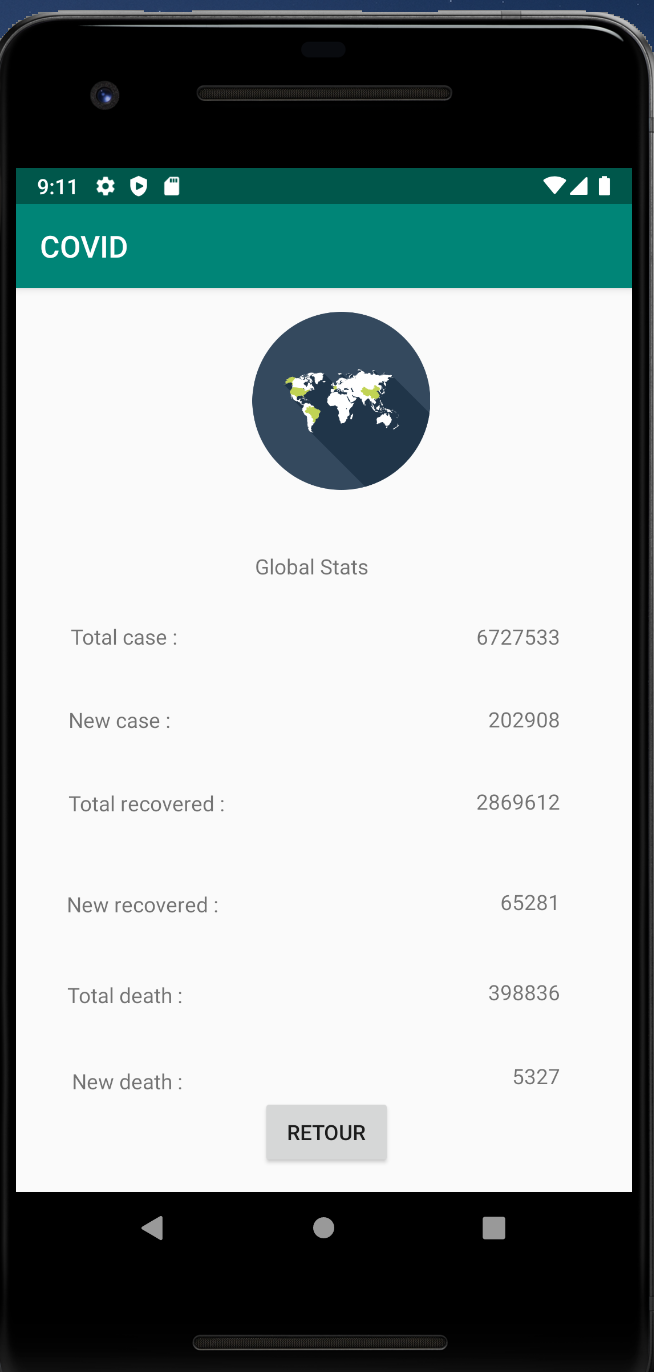 9:11
COVID
Global Stats
Total case : 6727533
New case : 202908
Total recovered : 2869612
New recovered : 65281
Total death : 398836
New death : 5327
RETOUR